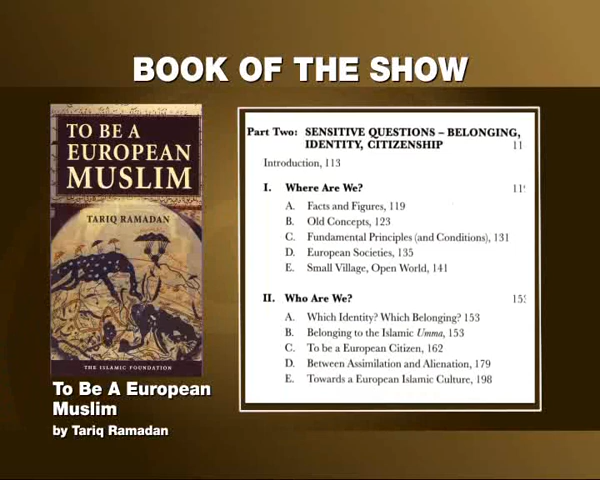 BOOK OF THE SHOW
TO BE A
EUROPEAN
MUSLIM
TARIQ RAMADAN
THE ISLAMIC FOUNDATION
To Be A European
Muslim
by Tariq Ramadan
Part Two: SENSITIVE QUESTIONS – BELONGING,
IDENTITY, CITIZENSHIP 11
Introduction, 113
I. Where Are We? 11
A. Facts and Figures, 119
B. Old Concepts, 123
C. Fundamental Principles (and Conditions), 131
D. European Societies, 135
E. Small Village, Open World, 141
II. Who Are We? 15
A. Which Identity? Which Belonging? 153
B. Belonging to the Islamic Umma, 153
C. To be a European Citizen, 162
D. Between Assimilation and Alienation, 179
E. Towards a European Islamic Culture, 198